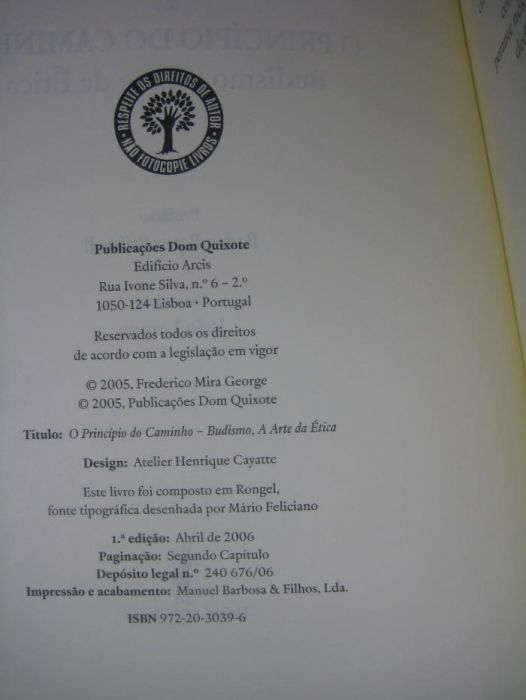 RESPEITE OS DIREITOS DE AUTOR
NÃO FOTOCOPIE LIVROS
Publicações Dom Quixote
Edifício Arcis
Rua Ivone Silva, n.º 6 – 2.º
1050-124 Lisboa • Portugal
Reservados todos os direitos
de acordo com a legislação em vigor
© 2005, Frederico Mira George
© 2005, Publicações Dom Quixote
Título: O Princípio do Caminho – Budismo, A Arte da Ética
Design: Atelier Henrique Cayatte
Este livro foi composto em Rongel,
fonte tipográfica desenhada por Mário Feliciano
1.ª edição: Abril de 2006
Paginação: Segundo Capítulo
Depósito legal n.º 240 676/06
Impressão e acabamento: Manuel Barbosa & Filhos, Lda.
ISBN 972-20-3039-6